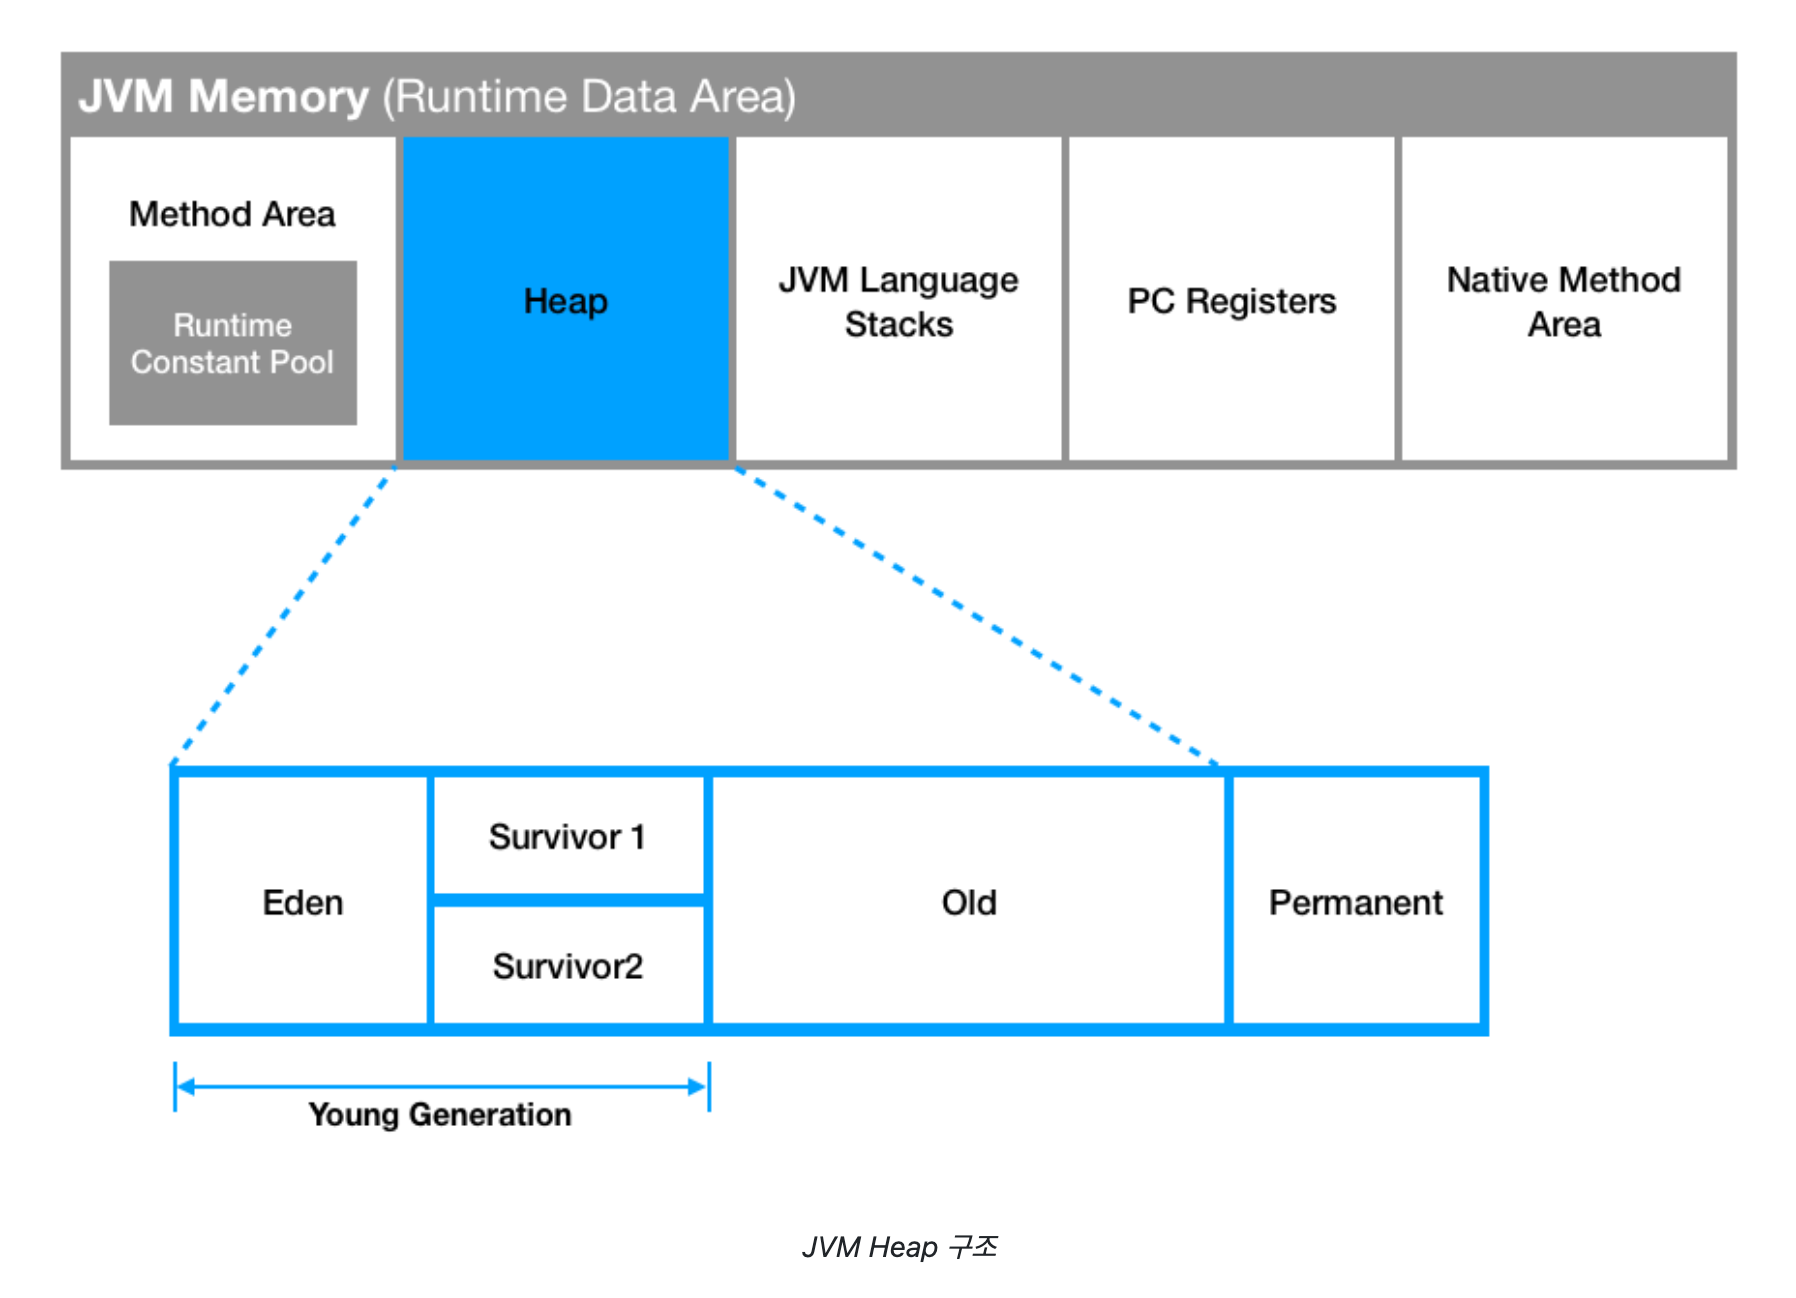 JVM Memory (Runtime Data Area)
Method Area
Runtime
Constant Pool
Heap
JVM Language
Stacks
PC Registers
Native Method
Area
Eden
Survivor 1
Survivor2
Old
Permanent
Young Generation
JVM Heap 구조